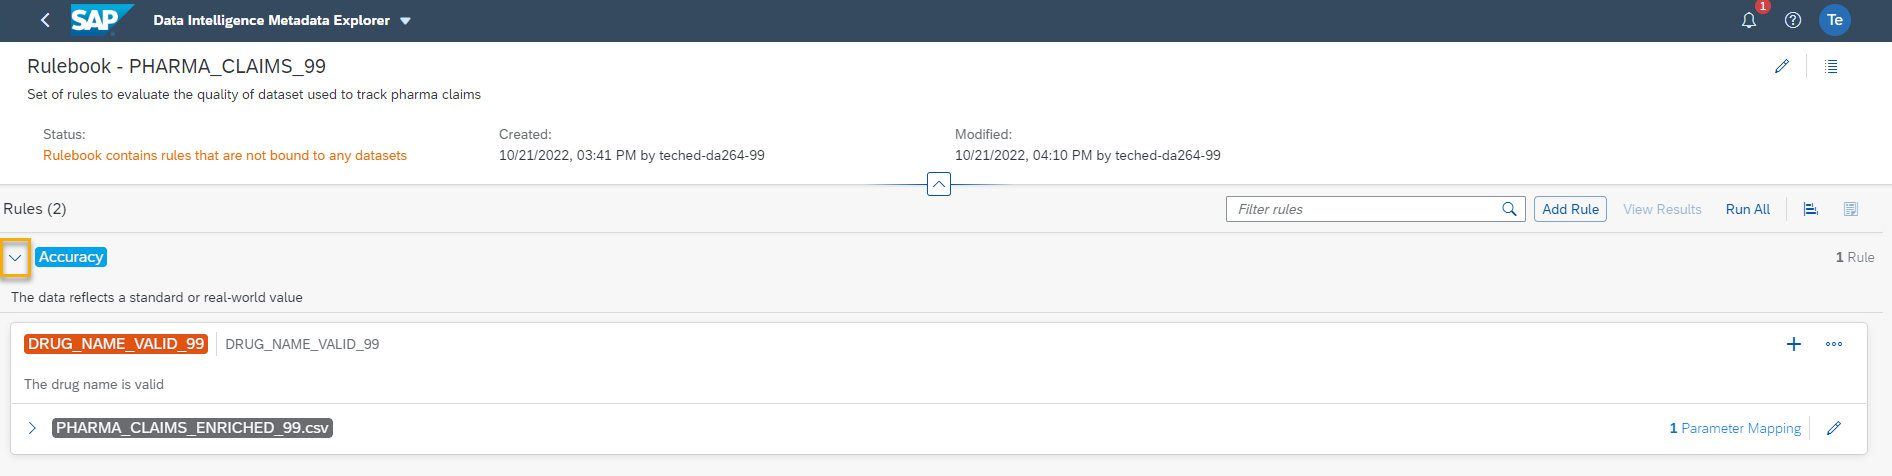 SAP Data Intelligence Metadata Explorer 1 Te
Rulebook - PHARMA_CLAIMS_99
Set of rules to evaluate the quality of dataset used to track pharma claims
Status: Created: Modified:
Rulebook contains rules that are not bound to any datasets 10/21/2022, 03:41 PM by teched-da264-99 10/21/2022, 04:10 PM by teched-da264-99
Rules (2) Filter rules Add Rule View Results Run All
Accuracy 1 Rule
The data reflects a standard or real-world value
DRUG_NAME_VALID_99 DRUG_NAME_VALID_99
The drug name is valid
PHARMA_CLAIMS_ENRICHED_99.csv 1 Parameter Mapping